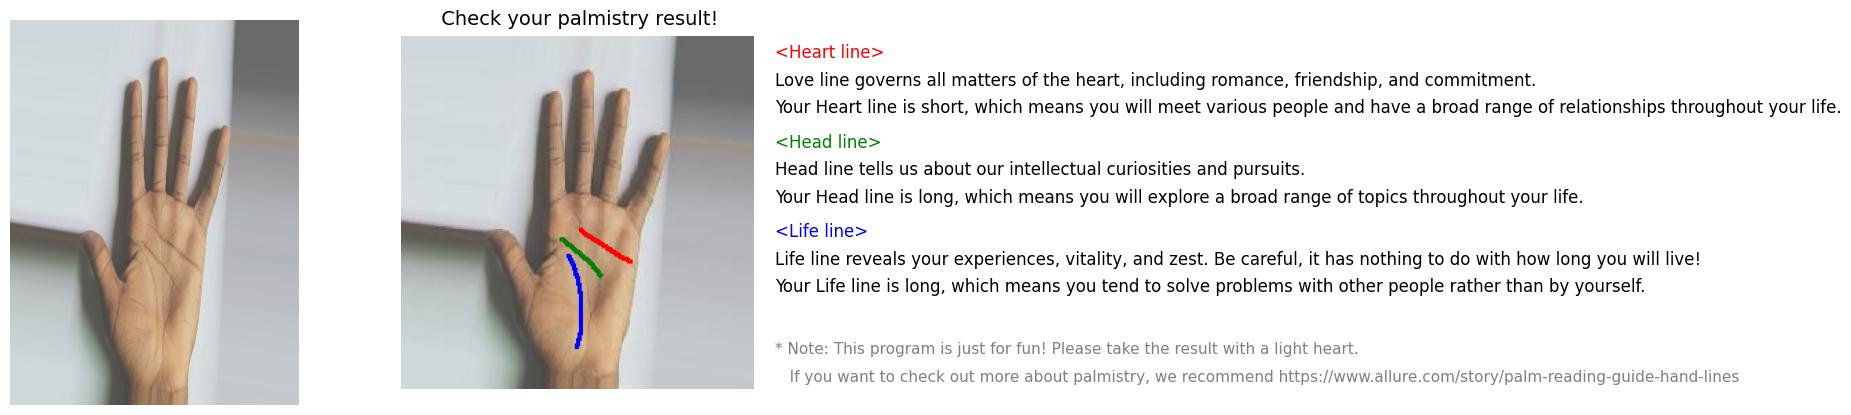 Check your palmistry result!
<Heart line>
Love line governs all matters of the heart, including romance, friendship, and commitment.
Your Heart line is short, which means you will meet various people and have a broad range of relationships throughout your life.
<Head line>
Head line tells us about our intellectual curiosities and pursuits.
Your Head line is long, which means you will explore a broad range of topics throughout your life.
<Life line>
Life line reveals your experiences, vitality, and zest. Be careful, it has nothing to do with how long you will live!
Your Life line is long, which means you tend to solve problems with other people rather than by yourself.
* Note: This program is just for fun! Please take the result with a light heart.
If you want to check out more about palmistry, we recommend https://www.allure.com/story/palm-reading-guide-hand-lines